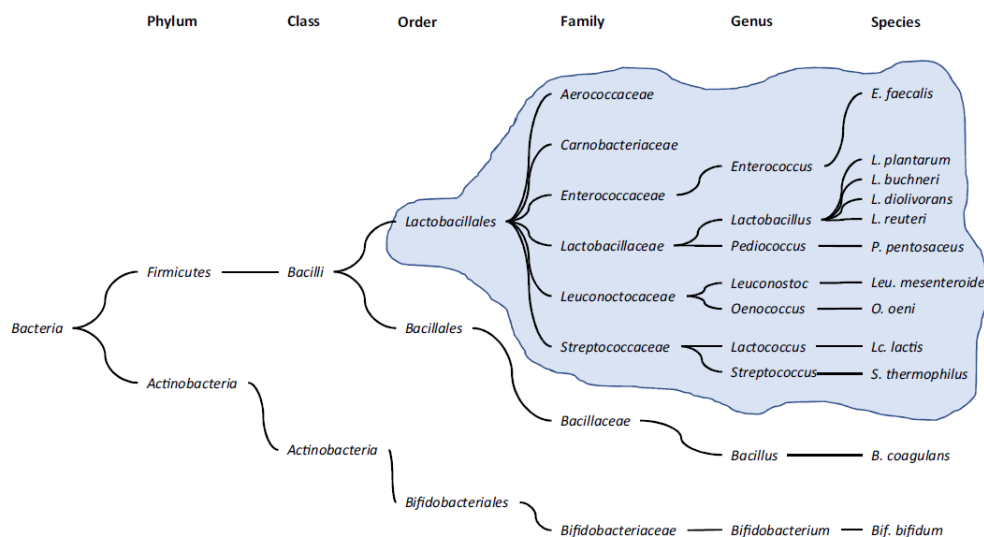 Phylum Class Order Family Genus Species
Aerococcaceae E. faecalis
Carnobacteriaceae
L. plantarum
Enterococcus
L. buchneri
Enterococcaceae
L. diolivorans
Lactobacillales Lactobacillus L. reuteri
Lactobacillaceae Pediococcus P. pentosaceus
Firmicutes Bacilli
Leuconostoc Leu. mesenteroide
Leuconoctocaceae
Oenococcus O. oeni
Bacteria Bacillales
Streptococcaceae Lactococcus Lc. lactis
Streptococcus S. thermophilus
Actinobacteria
Bacillaceae
Actinobacteria
Bacillus B. coagulans
Bifidobacteriales
Bifidobacteriaceae Bifidobacterium Bif. bifidum